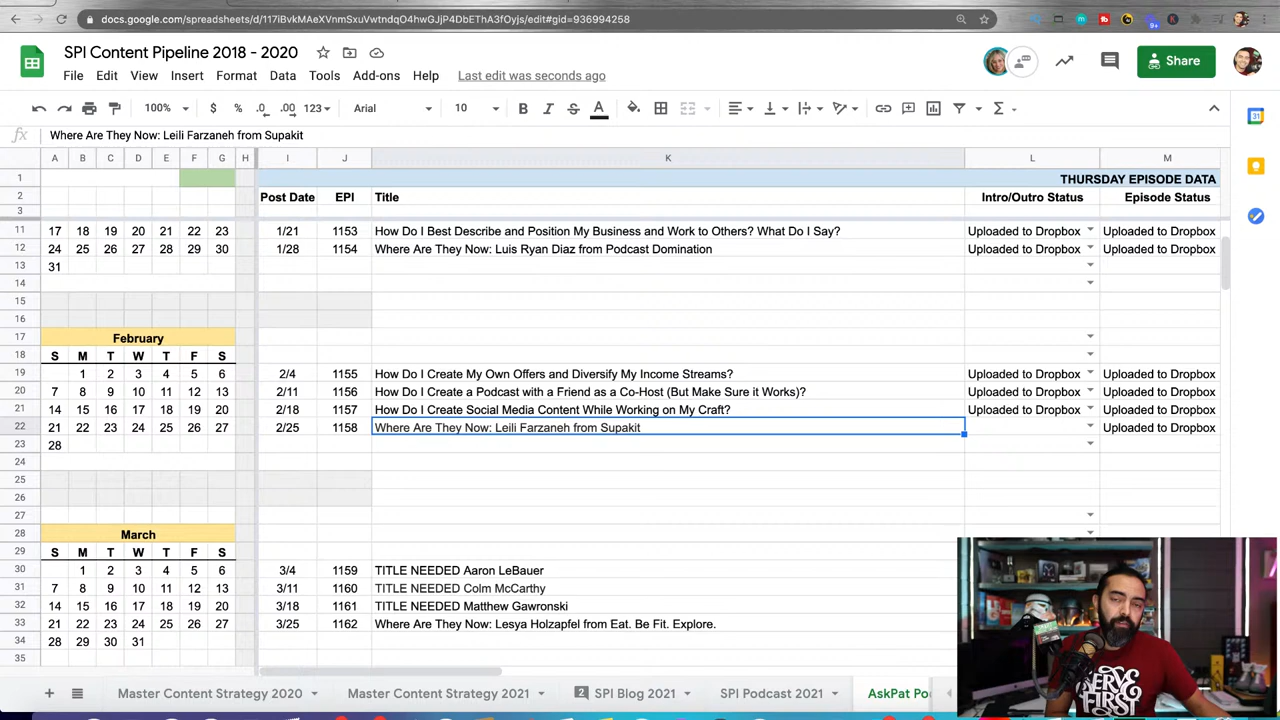 docs.google.com/spreadsheets/d/117iBvkMAeXVnmSxuVwtndqO4hwGJjP4DbEThA3fOyjs/edit#gid=936994258
SPI Content Pipeline 2018 - 2020
File Edit View Insert Format Data Tools Add-ons Help Last edit was seconds ago
Share
100% $ % .0 .00 123 Arial 10 B I S A
fx Where Are They Now: Leili Farzaneh from Supakit
A B C D E F G H I J K L M
1 THURSDAY EPISODE DATA
2 Post Date EPI Title Intro/Outro Status Episode Status
3
11 17 18 19 20 21 22 23 1/21 1153 How Do I Best Describe and Position My Business and Work to Others? What Do I Say? Uploaded to Dropbox Uploaded to Dropbox
12 24 25 26 27 28 29 30 1/28 1154 Where Are They Now: Luis Ryan Diaz from Podcast Domination Uploaded to Dropbox Uploaded to Dropbox
13 31
14
15
16
17 February
18 S M T W T F S
19 1 2 3 4 5 6 2/4 1155 How Do I Create My Own Offers and Diversify My Income Streams? Uploaded to Dropbox Uploaded to Dropbox
20 7 8 9 10 11 12 13 2/11 1156 How Do I Create a Podcast with a Friend as a Co-Host (But Make Sure it Works)? Uploaded to Dropbox Uploaded to Dropbox
21 14 15 16 17 18 19 20 2/18 1157 How Do I Create Social Media Content While Working on My Craft? Uploaded to Dropbox Uploaded to Dropbox
22 21 22 23 24 25 26 27 2/25 1158 Where Are They Now: Leili Farzaneh from Supakit Uploaded to Dropbox
23 28
24
25
26
27
28 March
29 S M T W T F S
30 1 2 3 4 5 6 3/4 1159 TITLE NEEDED Aaron LeBauer
31 7 8 9 10 11 12 13 3/11 1160 TITLE NEEDED Colm McCarthy
32 14 15 16 17 18 19 20 3/18 1161 TITLE NEEDED Matthew Gawronski
33 21 22 23 24 25 26 27 3/25 1162 Where Are They Now: Lesya Holzapfel from Eat. Be Fit. Explore.
34 28 29 30 31
35
SERVE
FIRST
Master Content Strategy 2020 Master Content Strategy 2021 2 SPI Blog 2021 SPI Podcast 2021 AskPat Po